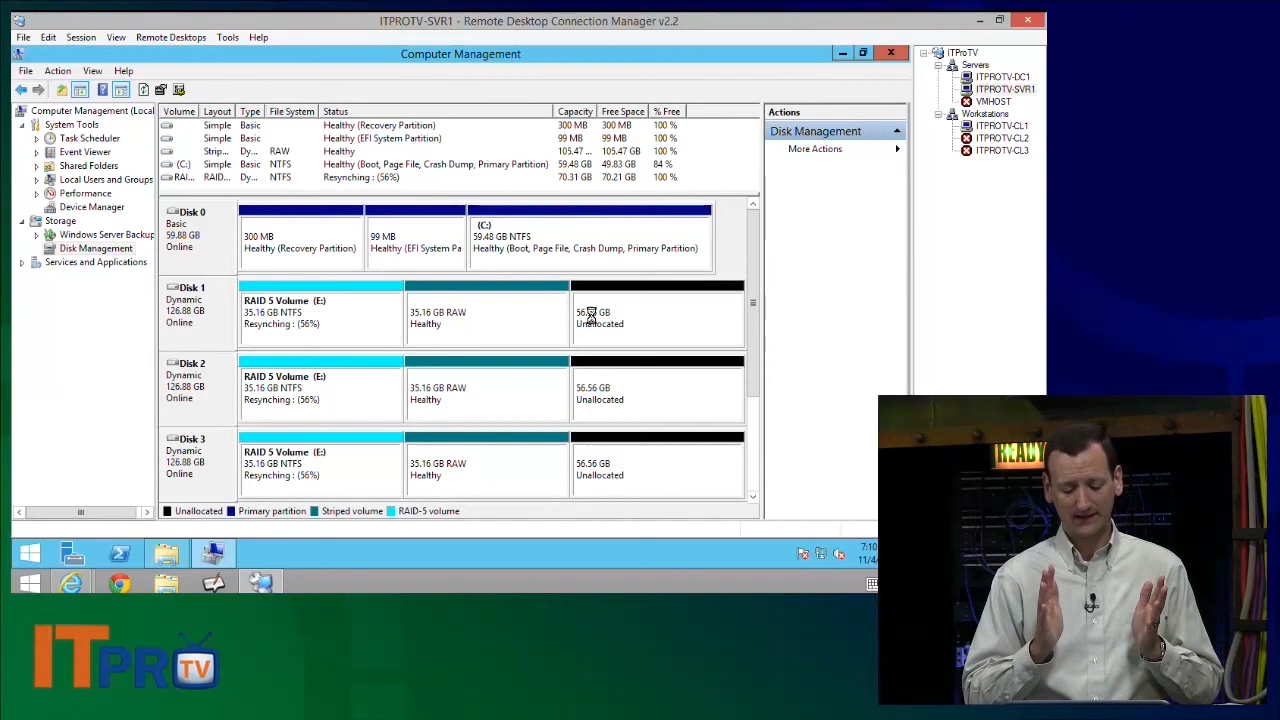 ITPROTV-SVR1 - Remote Desktop Connection Manager v2.2
File Edit Session View Remote Desktops Tools Help
Computer Management
File Action View Help
Computer Management (Local
System Tools
Task Scheduler
Event Viewer
Shared Folders
Local Users and Groups
Performance
Device Manager
Storage
Windows Server Backup
Disk Management
Services and Applications
Volume Layout Type File System Status Capacity Free Space % Free
Simple Basic Healthy (Recovery Partition) 300 MB 300 MB 100 %
Simple Basic Healthy (EFI System Partition) 99 MB 99 MB 100 %
Strip... Dy... RAW Healthy 105.47 ... 105.47 GB 100 %
(C:) Simple Basic NTFS Healthy (Boot, Page File, Crash Dump, Primary Partition) 59.48 GB 49.83 GB 84 %
RAI... RAID... Dy... NTFS Resynching : (56%) 70.31 GB 70.21 GB 100 %
Disk 0
Basic
59.88 GB
Online
300 MB
Healthy (Recovery Partition)
99 MB
Healthy (EFI System Pa
(C:)
59.48 GB NTFS
Healthy (Boot, Page File, Crash Dump, Primary Partition)
Disk 1
Dynamic
126.88 GB
Online
RAID 5 Volume (E:)
35.16 GB NTFS
Resynching : (56%)
35.16 GB RAW
Healthy
GB
Unallocated
Disk 2
Dynamic
126.88 GB
Online
RAID 5 Volume (E:)
35.16 GB NTFS
Resynching : (56%)
35.16 GB RAW
Healthy
56.56 GB
Unallocated
Disk 3
Dynamic
126.88 GB
Online
RAID 5 Volume (E:)
35.16 GB NTFS
Resynching : (56%)
35.16 GB RAW
Healthy
56.56 GB
Unallocated
Unallocated Primary partition Striped volume RAID-5 volume
Actions
Disk Management
More Actions
ITProTV
Servers
ITPROTV-DC1
ITPROTV-SVR1
VMHOST
Workstations
ITPROTV-CL1
ITPROTV-CL2
ITPROTV-CL3
7:10
11/4/
READY
ITPRO TV